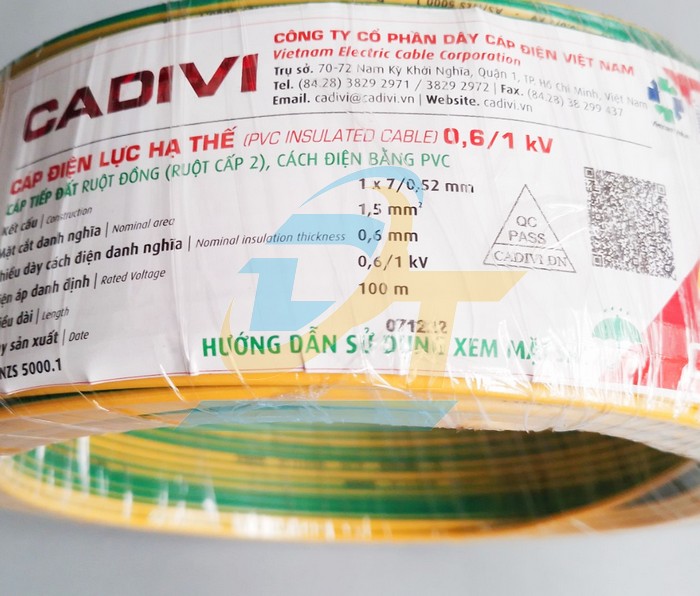 CADIVI
CÔNG TY CỔ PHẦN DÂY CÁP ĐIỆN VIỆT NAM
Vietnam Electric Cable Corporation
Trụ sở. 70-72 Nam Kỳ Khởi Nghĩa, Quận 1, TP. Hồ Chí Minh, Việt Nam
Tel. (84.28) 3829 2971 / 3829 2972 | Fax. (84.28) 38 299 437
Email. cadivi@cadivi.vn | Website. cadivi.vn
CÁP ĐIỆN LỰC HẠ THẾ (PVC INSULATED CABLE) 0,6/1 kV
CÁP TIẾP ĐẤT RUỘT ĐỒNG (RUỘT CẤP 2), CÁCH ĐIỆN BẰNG PVC
Kết cấu | Construction 1 x 7/0,52 mm
Mặt cắt danh nghĩa | Nominal area 1,5 mm²
hiều dày cách điện danh nghĩa | Nominal insulation thickness 0,6 mm
iện áp danh định | Rated Voltage 0,6/1 kV
iều dài | Length 100 m
y sản xuất | Date
NZS 5000.1
HƯỚNG DẪN SỬ DỤNG XEM MẶT
QC
PASS
CADIVI ĐN